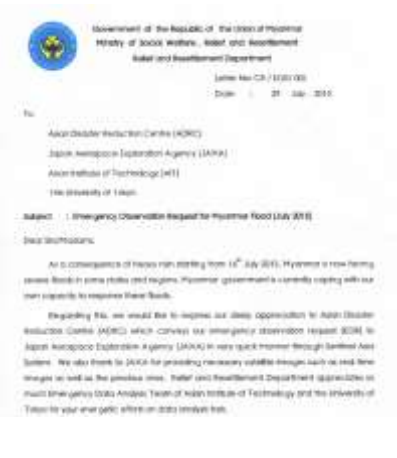 Government of the Republic of the Union of Myanmar
Ministry of Social Welfare, Relief and Resettlement
Relief and Resettlement Department
Letter No:
Date : 29 July 2015
To,
Asian Disaster Reduction Centre (ADRC)
Japan Aerospace Exploration Agency (JAXA)
Asian Institute of Technology (AIT)
The University of Tokyo
Subject : Emergency Observation Request for Myanmar Flood (July 2015)
Dear Sir/Madams,
As a consequence of heavy rain starting from 16th July 2015, Myanmar is now facing
severe floods in some states and regions. Myanmar government is currently coping with our
own capacity to response these floods.
Regarding this, we would like to express our deep appreciation to Asian Disaster
Reduction Centre (ADRC) which conveys our emergency observation request (EOR) to
Japan Aerospace Exploration Agency (JAXA) in very quick manner through Sentinel Asia
System. We also thank to JAXA for providing necessary satellite images such as real time
images as well as the previous ones. Relief and Resettlement Department appreciates so
much Emergency Data Analysis Team of Asian Institute of Technology and the University of
Tokyo for your energetic efforts on data analysis